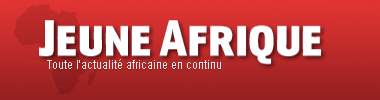 JEUNE AFRIQUE
Toute l'actualité africaine en continu